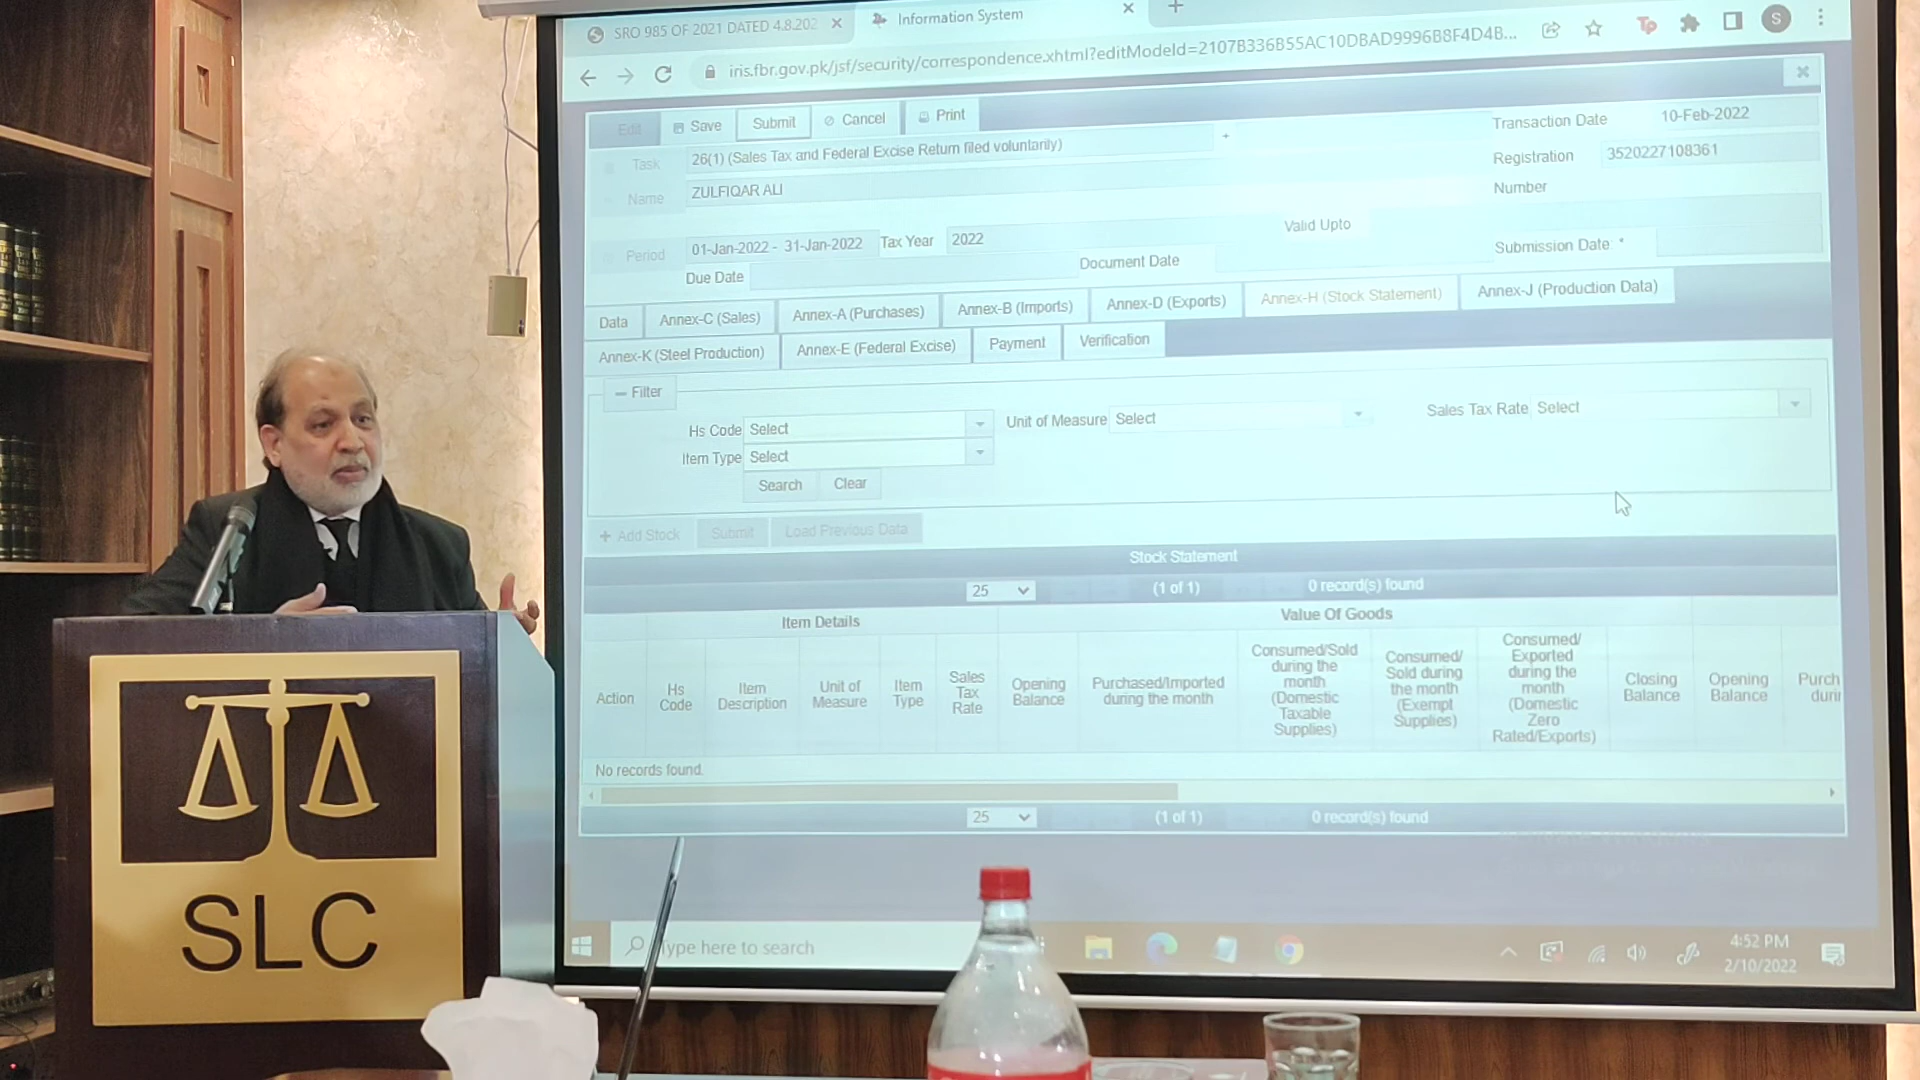 SRO 985 OF 2021 DATED 4.8.202
Information System
iris.fbr.gov.pk/jsf/security/correspondence.xhtml?editModeId=2107B336B55AC10DBAD9996B8F4D4B...
S
Edit Save Submit Cancel Print
Transaction Date 10-Feb-2022
Task 26(1) (Sales Tax and Federal Excise Return filed voluntarily)
Registration 3520227108361
Number
Name ZULFIQAR ALI
Period 01-Jan-2022 - 31-Jan-2022 Tax Year 2022 Valid Upto
Submission Date: *
Due Date Document Date
Data Annex-C (Sales) Annex-A (Purchases) Annex-B (Imports) Annex-D (Exports) Annex-H (Stock Statement) Annex-J (Production Data)
Annex-K (Steel Production) Annex-E (Federal Excise) Payment Verification
Filter
Hs Code Select Unit of Measure Select Sales Tax Rate Select
Item Type Select
Search Clear
+ Add Stock Submit Load Previous Data
Stock Statement
25 (1 of 1) 0 record(s) found
Item Details Value Of Goods
Action Hs Code Item Description Unit of Measure Item Type Sales Tax Rate Opening Balance Purchased/Imported during the month Consumed/Sold during the month (Domestic Taxable Supplies) Consumed/ Sold during the month (Exempt Supplies) Consumed/ Exported during the month (Domestic Zero Rated/Exports) Closing Balance Opening Balance Purch
No records found.
25 (1 of 1) 0 record(s) found
Type here to search
4:52 PM
2/10/2022
SLC